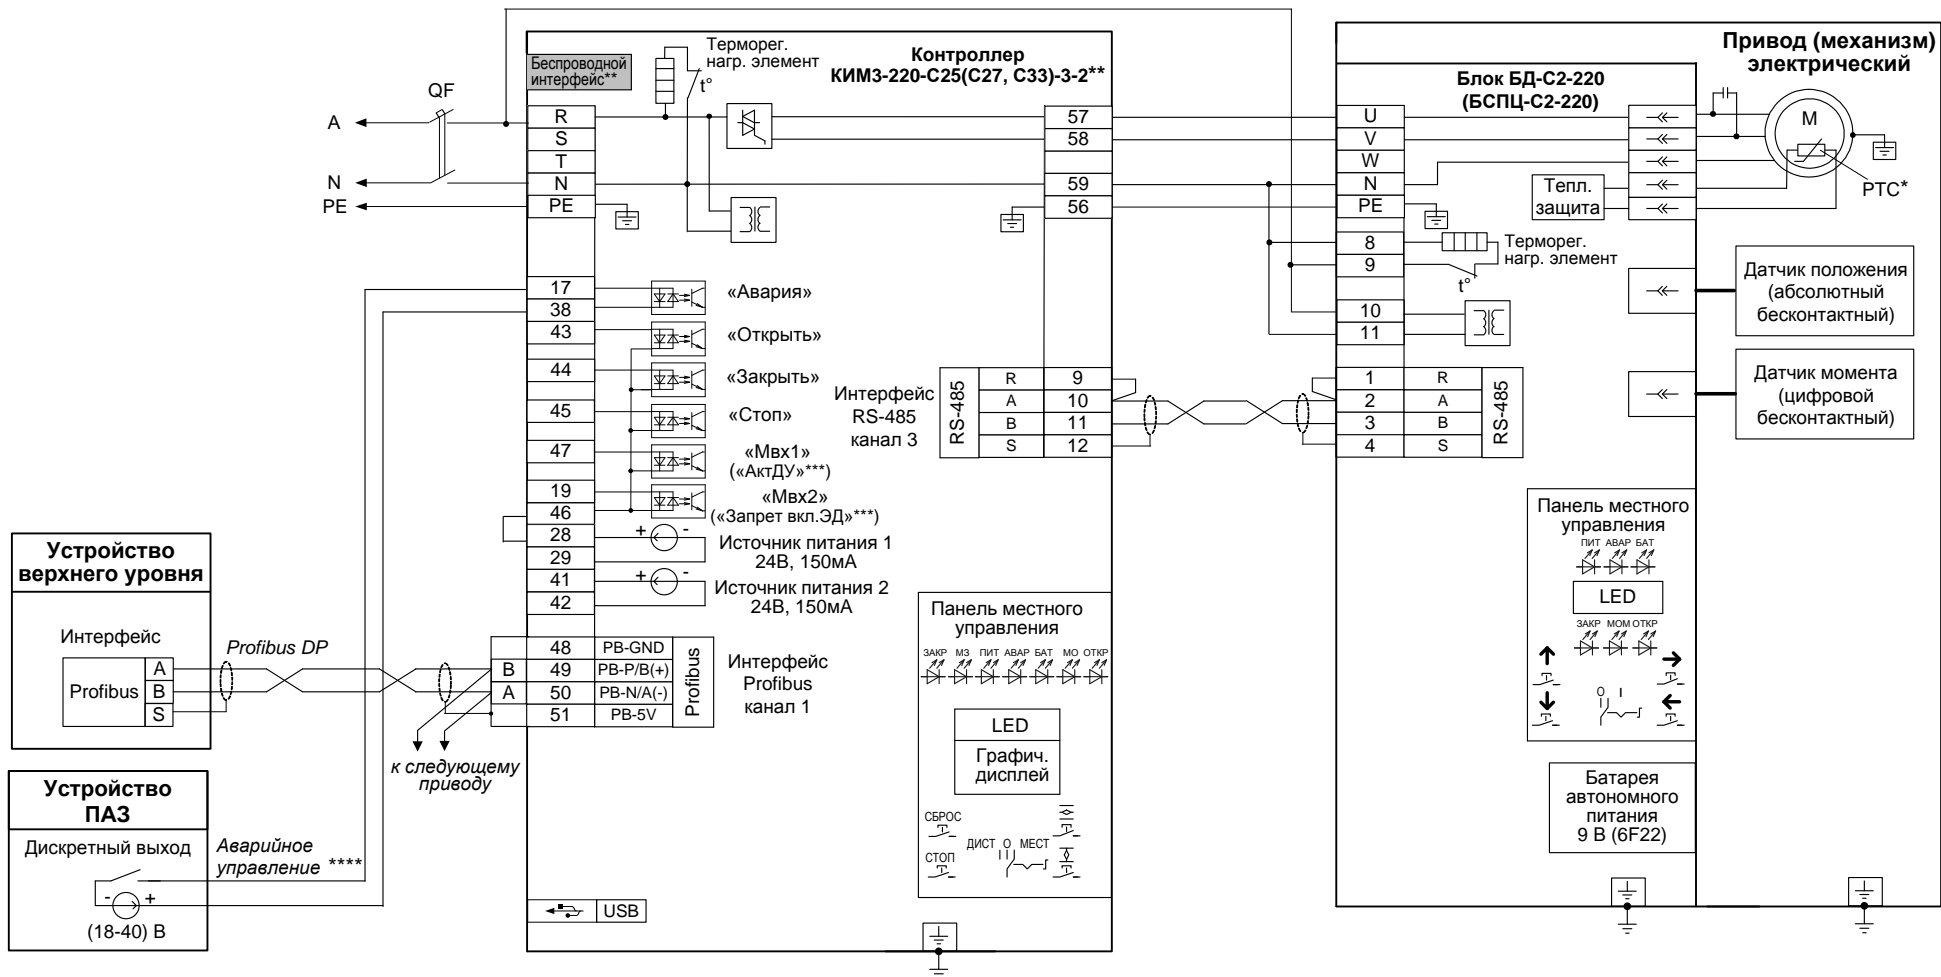 Привод (механизм)
электрический
Контроллер
КИМ3-220-С25(С27, С33)-3-2**
Беспроводной
интерфейс**
Терморег.
нагр. элемент
t°
QF
A
N
PE
R
S
T
N
PE
57
58
59
56
Блок БД-С2-220
(БСПЦ-С2-220)
U
V
W
N
PE
8
9
10
11
M
PTC*
Тепл.
защита
Терморег.
нагр. элемент
t°
Датчик положения
(абсолютный
бесконтактный)
Датчик момента
(цифровой
бесконтактный)
17
38
43
44
45
47
19
46
28
29
41
42
«Авария»
«Открыть»
«Закрыть»
«Стоп»
«Мвх1»
(«АктДУ»***)
«Мвх2»
(«Запрет вкл.ЭД»***)
+ -
Источник питания 1
24В, 150мА
+ -
Источник питания 2
24В, 150мА
Интерфейс
RS-485
канал 3
RS-485
R 9
A 10
B 11
S 12
1 R
2 A
3 B
4 S
RS-485
Устройство
верхнего уровня
Интерфейс
Profibus
A
B
S
Profibus DP
48 PB-GND
B 49 PB-P/B(+)
A 50 PB-N/A(-)
51 PB-5V
Profibus
Интерфейс
Profibus
канал 1
к следующему
приводу
Устройство
ПАЗ
Дискретный выход
- +
(18-40) В
Аварийное
управление ****
USB
Панель местного
управления
ЗАКР МЗ ПИТ АВАР БАТ МО ОТКР
LED
Графич.
дисплей
СБРОС
СТОП
ДИСТ О МЕСТ
Панель местного
управления
ПИТ АВАР БАТ
LED
ЗАКР МОМ ОТКР
O I
Батарея
автономного
питания
9 В (6F22)